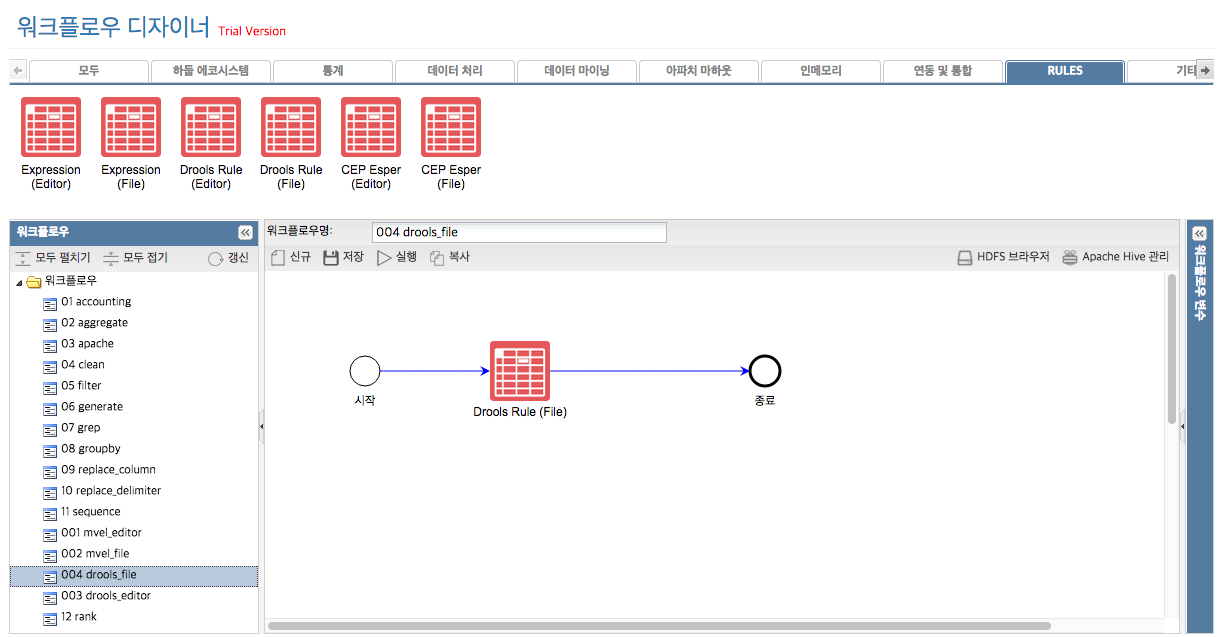 워크플로우 디자이너 Trial Version
모두 하둡 에코시스템 통계 데이터 처리 데이터 마이닝 아파치 마하웃 인메모리 연동 및 통합 RULES 기타
Expression (Editor)
Expression (File)
Drools Rule (Editor)
Drools Rule (File)
CEP Esper (Editor)
CEP Esper (File)
워크플로우
모두 펼치기 모두 접기 갱신
워크플로우
01 accounting
02 aggregate
03 apache
04 clean
05 filter
06 generate
07 grep
08 groupby
09 replace_column
10 replace_delimiter
11 sequence
001 mvel_editor
002 mvel_file
004 drools_file
003 drools_editor
12 rank
워크플로우명: 004 drools_file
신규 저장 실행 복사 HDFS 브라우저 Apache Hive 관리
시작
Drools Rule (File)
종료
워크플로우 변수